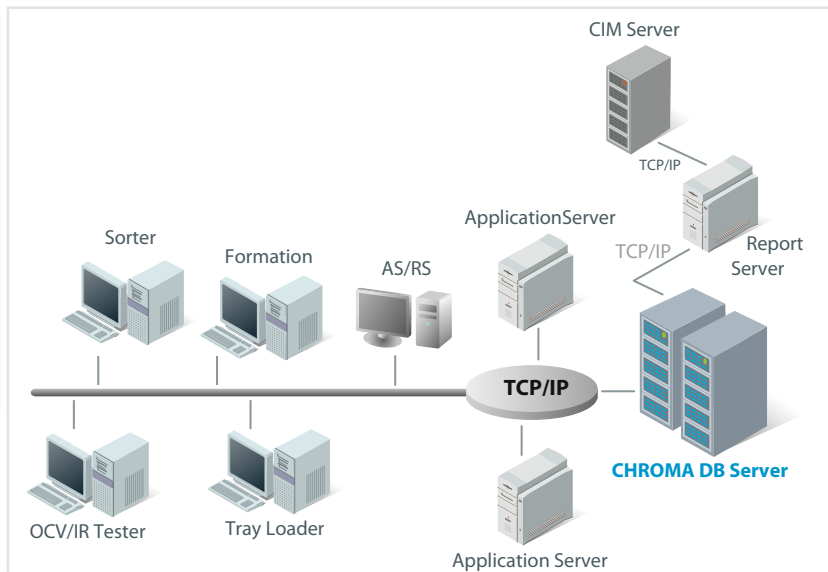 CIM Server
TCP/IP
ApplicationServer
Report
Server
TCP/IP
Sorter
Formation
AS/RS
TCP/IP
CHROMA DB Server
OCV/IR Tester
Tray Loader
Application Server